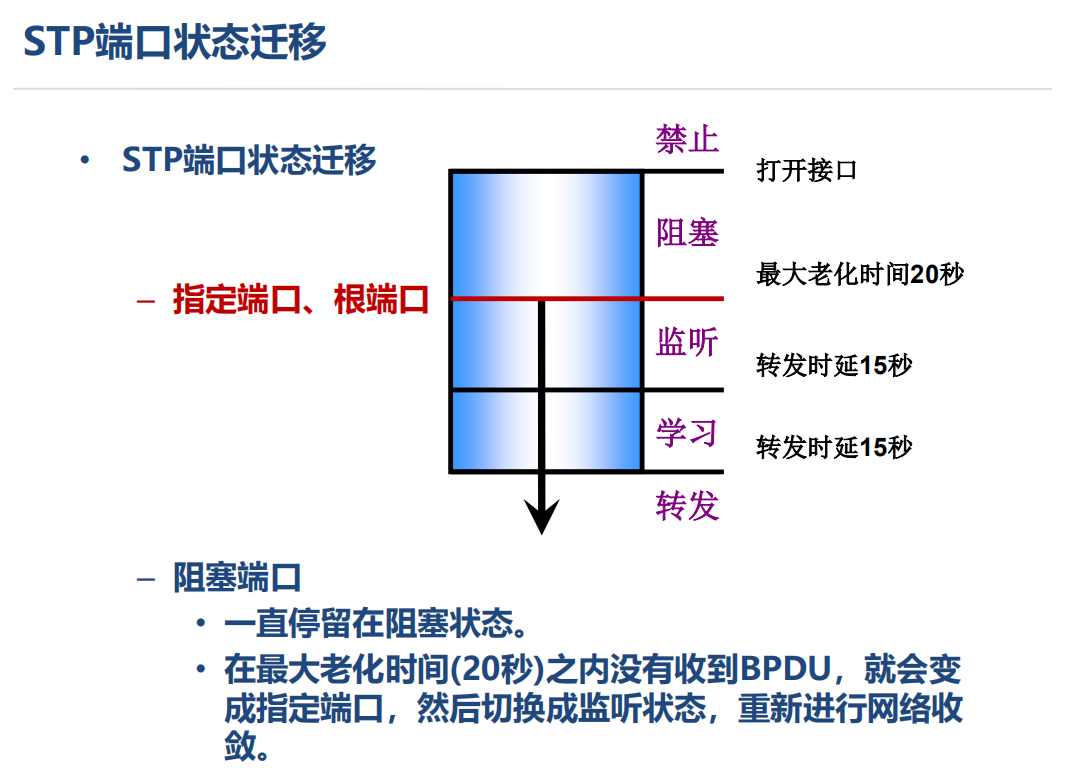 STP端口状态迁移
• STP端口状态迁移
禁止
打开接口
阻塞
最大老化时间20秒
– 指定端口、根端口
监听
转发时延15秒
学习
转发时延15秒
转发
– 阻塞端口
• 一直停留在阻塞状态。
• 在最大老化时间(20秒)之内没有收到BPDU，就会变
成指定端口，然后切换成监听状态，重新进行网络收
敛。